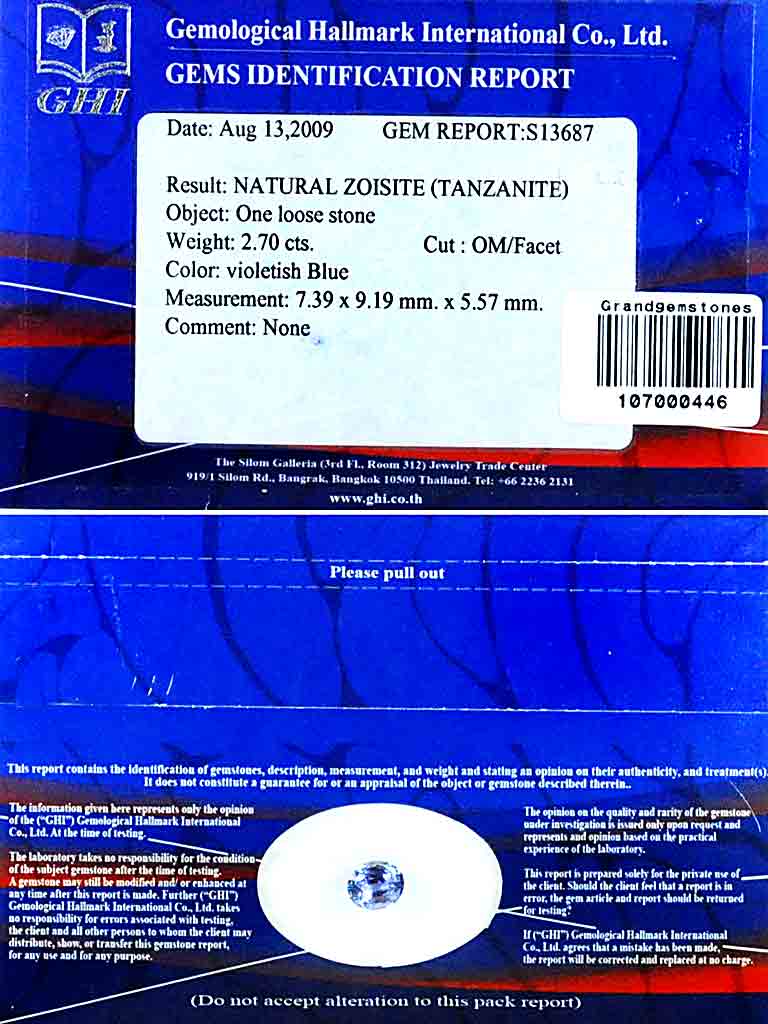 GHI
Gemological Hallmark International Co., Ltd.
GEMS IDENTIFICATION REPORT
Date: Aug 13,2009 GEM REPORT:S13687
Result: NATURAL ZOISITE (TANZANITE)
Object: One loose stone
Weight: 2.70 cts. Cut : OM/Facet
Color: violetish Blue
Measurement: 7.39 x 9.19 mm. x 5.57 mm.
Comment: None
Grandgemstones
107000446
The Silom Galleria (3rd Fl., Room 312) Jewelry Trade Center
919/1 Silom Rd., Bangrak, Bangkok 10500 Thailand. Tel: +66 2236 2131
www.ghi.co.th
Please pull out
This report contains the identification of gemstones, description, measurement, and weight and stating an opinion on their authenticity, and treatment(s).
It does not constitute a guarantee for or an appraisal of the object or gemstone described therein..
The information given here represents only the opinion
of the ("GHI") Gemological Hallmark International
Co., Ltd. At the time of testing.
The laboratory takes no responsibility for the condition
of the subject gemstone after the time of testing.
A gemstone may still be modified and/ or enhanced at
any time after this report is made. Further ("GHI")
Gemological Hallmark International Co., Ltd. takes
no responsibility for errors associated with testing,
the client and all other persons to whom the client may
distribute, show, or transfer this gemstone report,
for any use and for any purpose.
The opinion on the quality and rarity of the gemstone
under investigation is issued only upon request and
represents and opinion based on the practical
experience of the laboratory.
This report is prepared solely for the private use of
the client. Should the client feel that a report is in
error, the gem article and report should be returned
for testing?
If ("GHI") Gemological Hallmark International
Co., Ltd. agrees that a mistake has been made,
the report will be corrected and replaced at no charge.
(Do not accept alteration to this pack report)